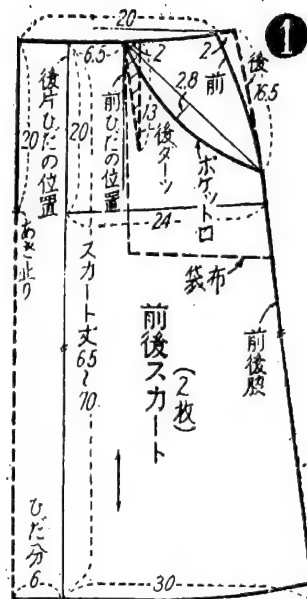 1
20
6.5
2
2
前
後
16.5
2.8
13
後ダーツ
ポケット口
前ひだの位置
後片ひだの位置
20
20
24
あき止り
袋布
スカート丈
65〜70
前後スカート
(2枚)
前後脇
ひだ分
6
30